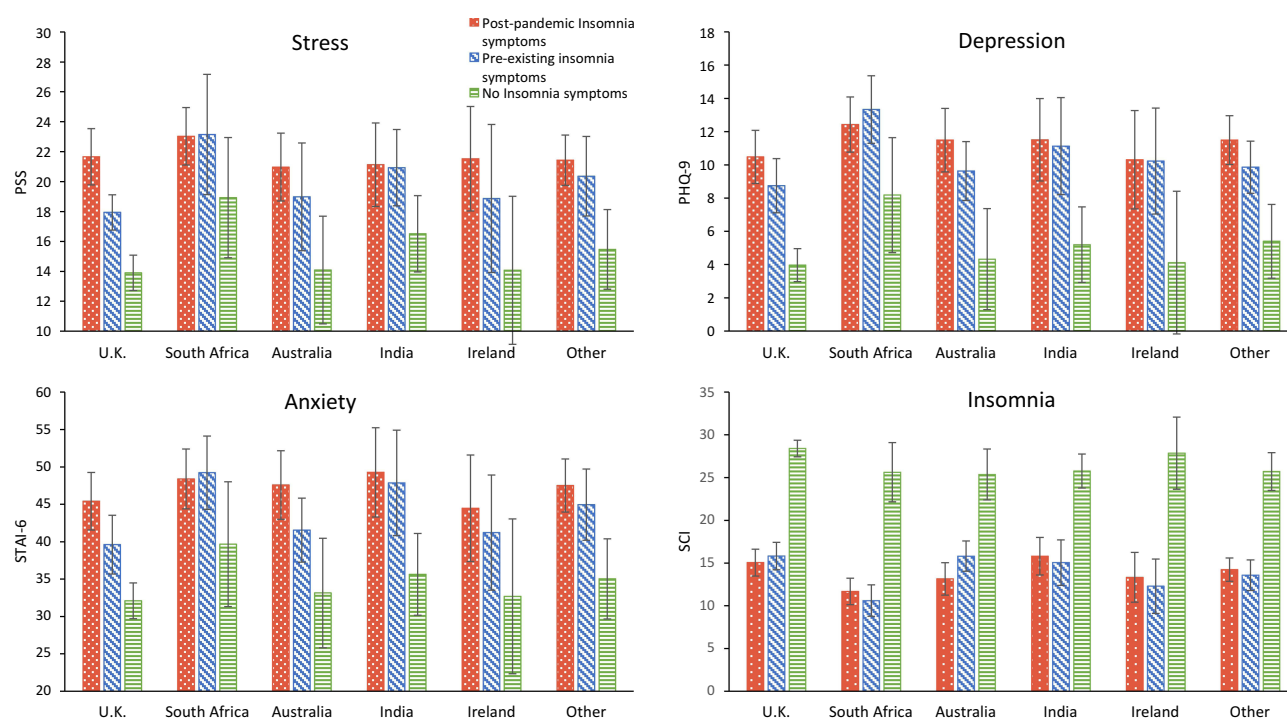 Stress
Post-pandemic Insomnia
symptoms
Pre-existing insomnia
symptoms
No Insomnia symptoms
PSS
30
28
26
24
22
20
18
16
14
12
10
U.K. South Africa Australia India Ireland Other
Depression
PHQ-9
18
16
14
12
10
8
6
4
2
0
U.K. South Africa Australia India Ireland Other
Anxiety
STAI-6
60
55
50
45
40
35
30
25
20
U.K. South Africa Australia India Ireland Other
Insomnia
SCI
35
30
25
20
15
10
5
0
U.K. South Africa Australia India Ireland Other